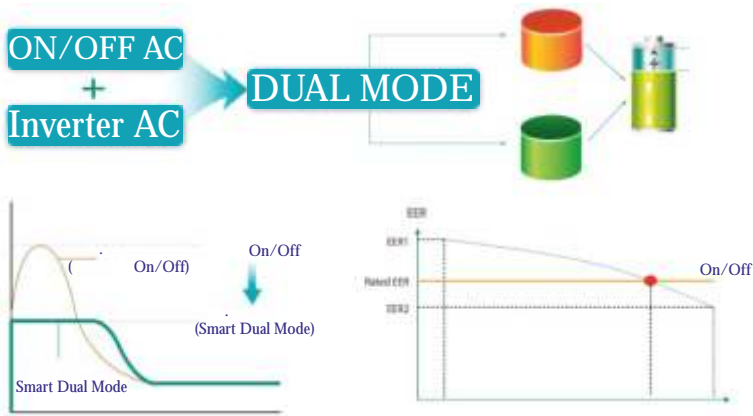 ON/OFF AC
+
Inverter AC
DUAL MODE
On/Off
( On/Off)
(Smart Dual Mode)
Smart Dual Mode
EER
EER1
Rated EER
EER2
On/Off